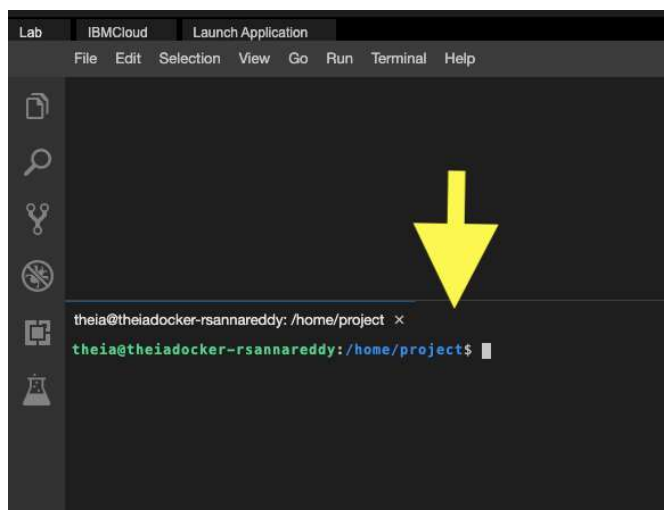 Lab IBMCloud Launch Application
File Edit Selection View Go Run Terminal Help
theia@theiadocker-rsannareddy: /home/project ×
theia@theiadocker-rsannareddy:/home/project$